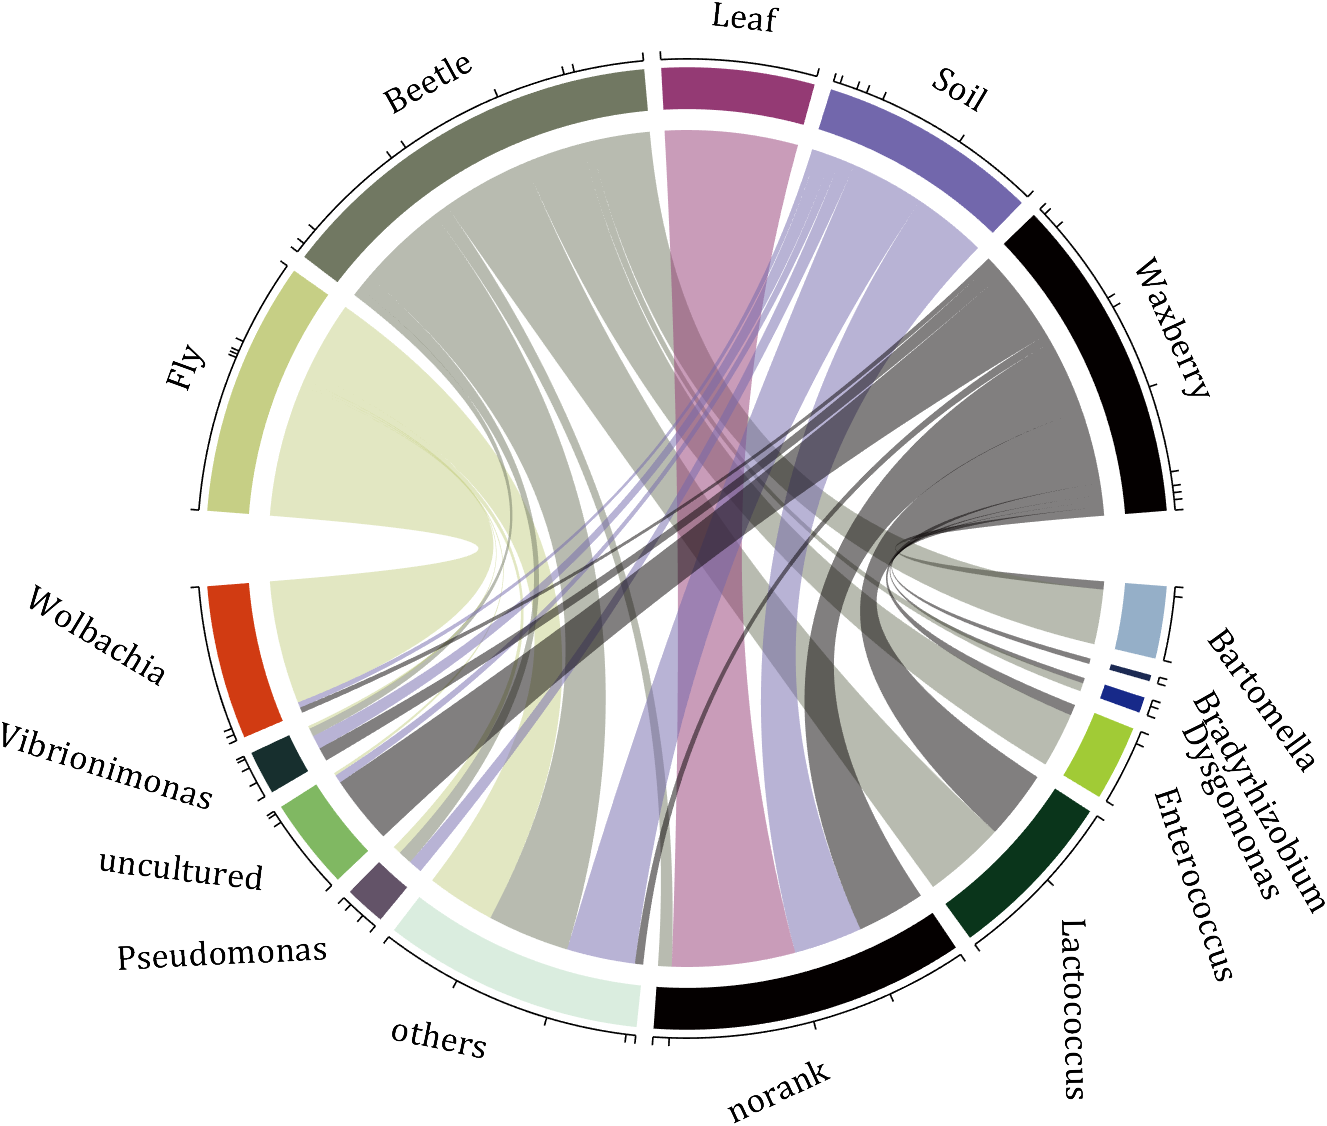 Leaf
Beetle
Soil
Fly
Waxberry
Wolbachia
Bartomella
Vibrionimonas
Bradyrhizobium
Dysgomonas
Enterococcus
uncultured
Pseudomonas
Lactococcus
others
norank